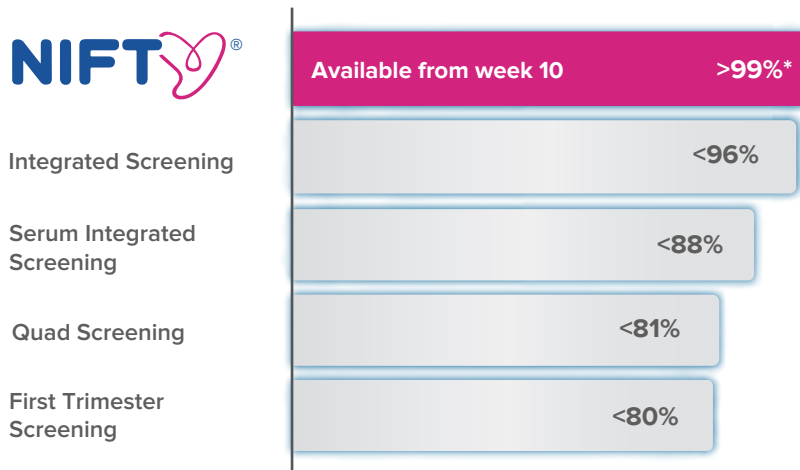 NIFTY®
Available from week 10 >99%*
Integrated Screening <96%
Serum Integrated
Screening
<88%
Quad Screening <81%
First Trimester
Screening
<80%